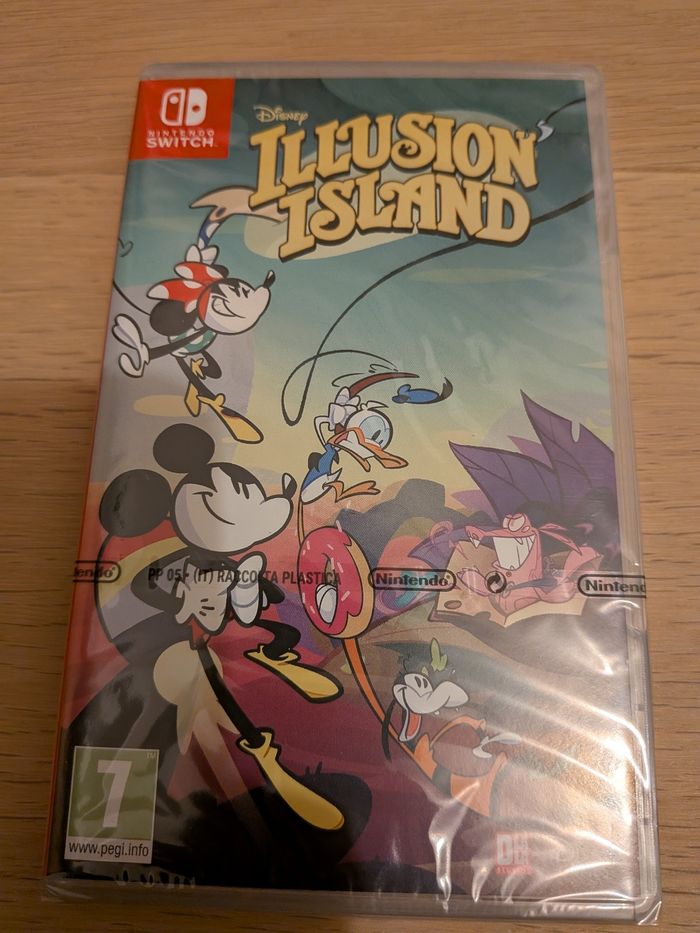 NINTENDO
SWITCH
Disney
ILLUSION
ISLAND
Nintendo
PP 05 - (IT) RACCOLTA PLASTICA
Nintendo
Nintendo
7
www.pegi.info